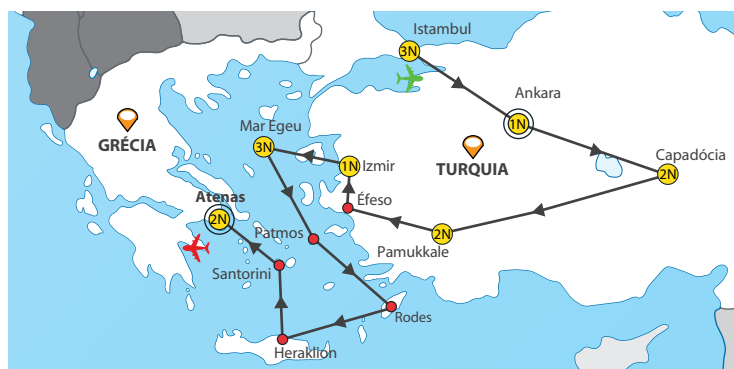 Istambul
3N
Ankara
1N
Mar Egeu
3N
GRÉCIA
1N
Izmir
TURQUIA
Capadócia
2N
Éfeso
Atenas
2N
Patmos
2N
Pamukkale
Santorini
Rodes
Heraklion